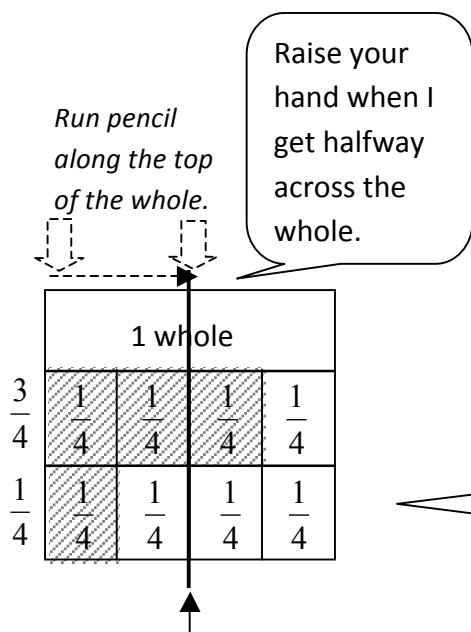 Raise your
hand when I
get halfway
across the
whole.
Run pencil
along the top
of the whole.
1 whole
3/4 1/4 1/4 1/4 1/4
1/4 1/4 1/4 1/4 1/4